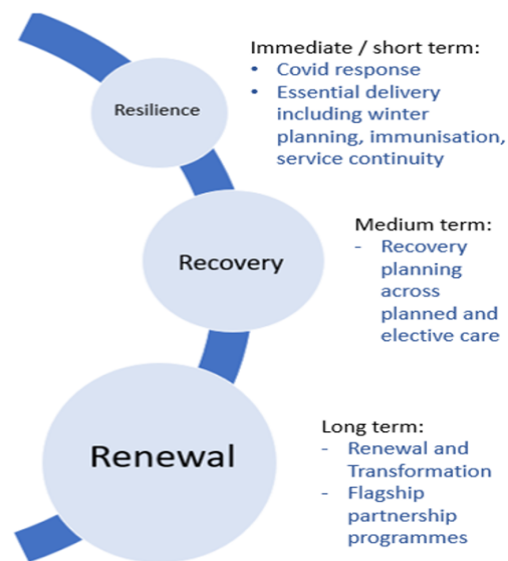 Immediate / short term:
• Covid response
• Essential delivery
including winter
planning, immunisation,
service continuity
Resilience
Medium term:
- Recovery
planning
across
planned and
elective care
Recovery
Long term:
- Renewal and
Transformation
- Flagship
partnership
programmes
Renewal